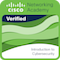 CISCO
Networking
Academy
Verified
Introduction to
Cybersecurity